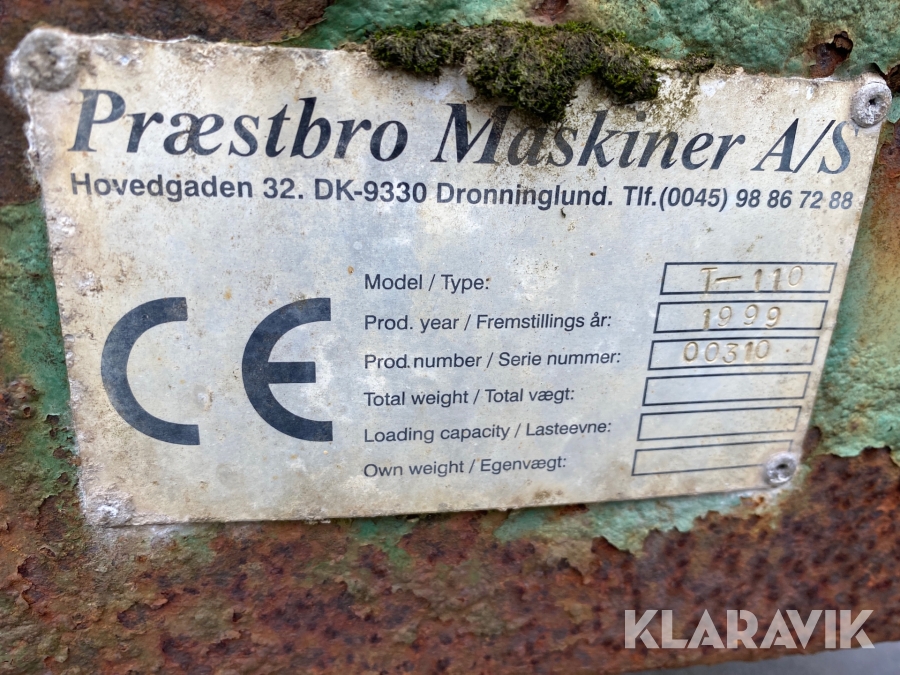 Præstbro Maskiner A/S
Hovedgaden 32. DK-9330 Dronninglund. Tlf.(0045) 98 86 72 88
CE
Model / Type: T-110
Prod. year / Fremstillings år: 1999
Prod. number / Serie nummer: 00310
Total weight / Total vægt:
Loading capacity / Lasteevne:
Own weight / Egenvægt:
KLARAVIK